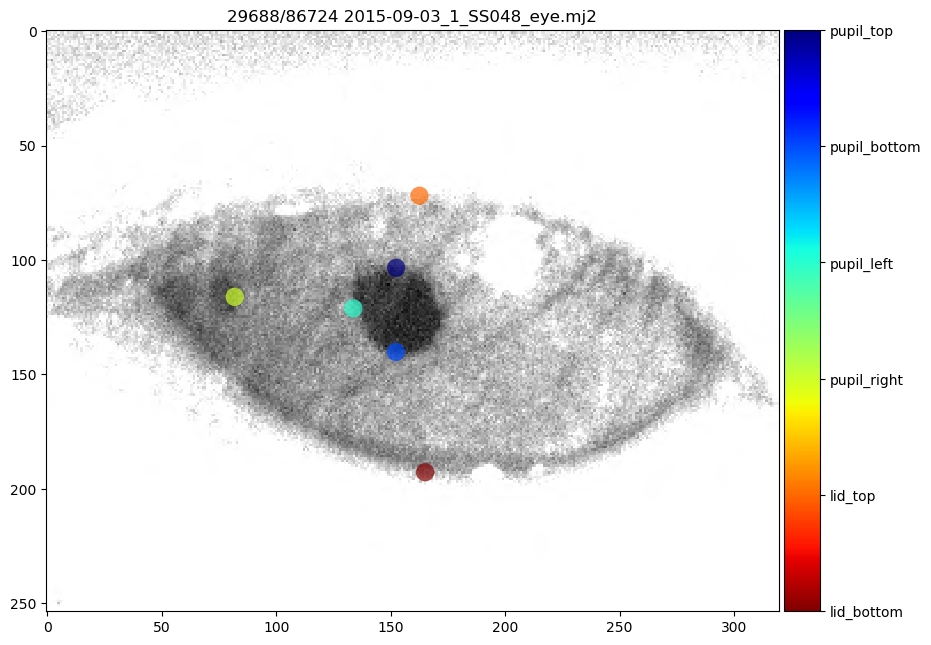 29688/86724 2015-09-03_1_SS048_eye.mj2
0
50
100
150
200
250
0
50
100
150
200
250
300
pupil_top
pupil_bottom
pupil_left
pupil_right
lid_top
lid_bottom